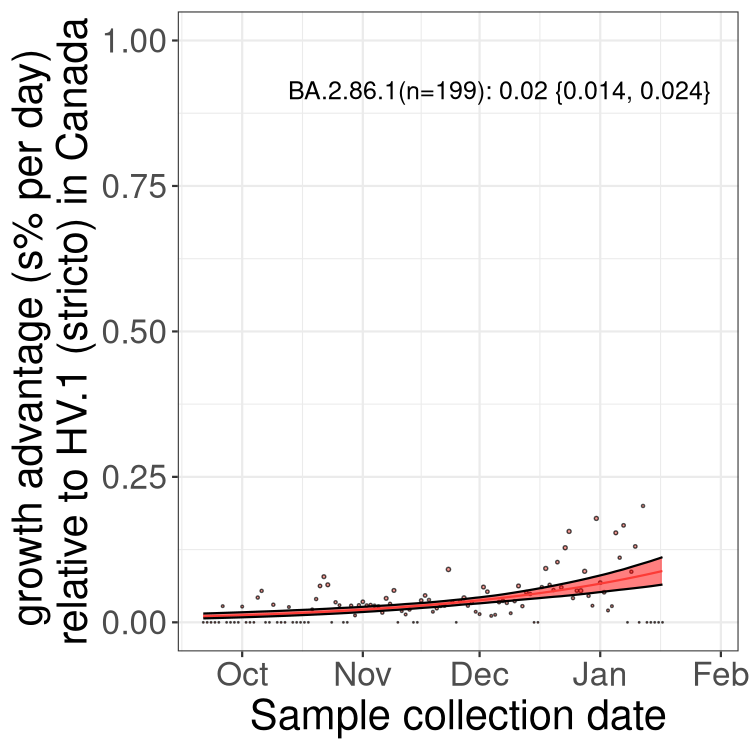 growth advantage (s% per day)
relative to HV.1 (stricto) in Canada
1.00
0.75
0.50
0.25
0.00
BA.2.86.1(n=199): 0.02 {0.014, 0.024}
Oct Nov Dec Jan Feb
Sample collection date